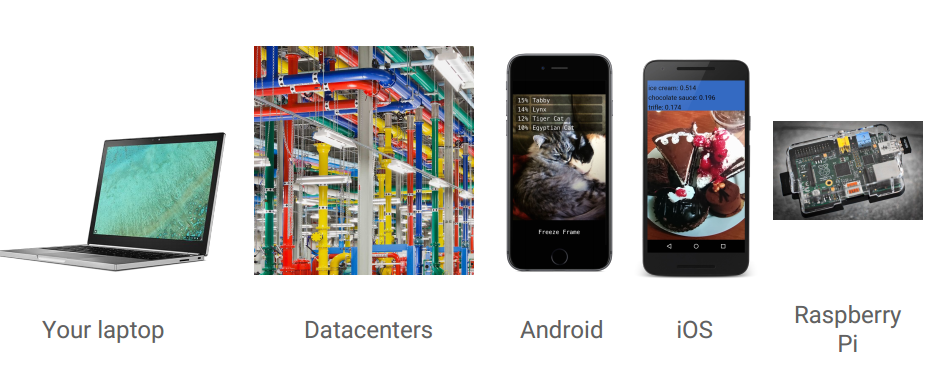 15% Tabby
14% Lynx
12% Tiger Cat
10% Egyptian Cat
Freeze Frame
ice cream: 0.514
chocolate sauce: 0.196
trifle: 0.174
Your laptop
Datacenters
Android
iOS
Raspberry
Pi